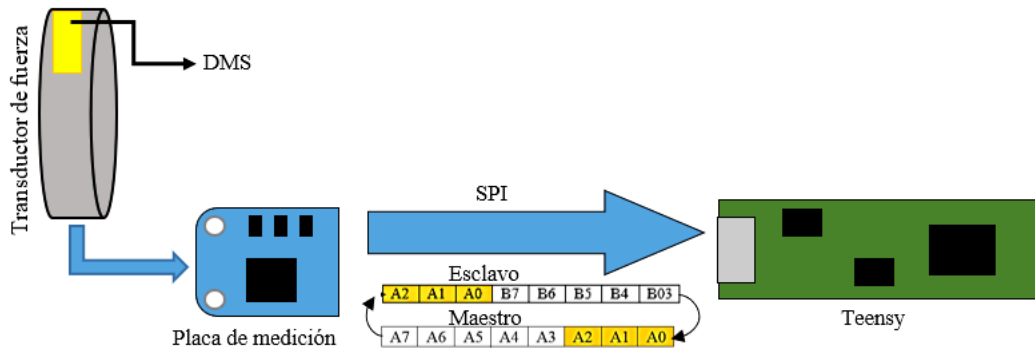 Transductor de fuerza
DMS
SPI
Esclavo
A2 A1 A0 B7 B6 B5 B4 B03
Maestro
A7 A6 A5 A4 A3 A2 A1 A0
Placa de medición
Teensy